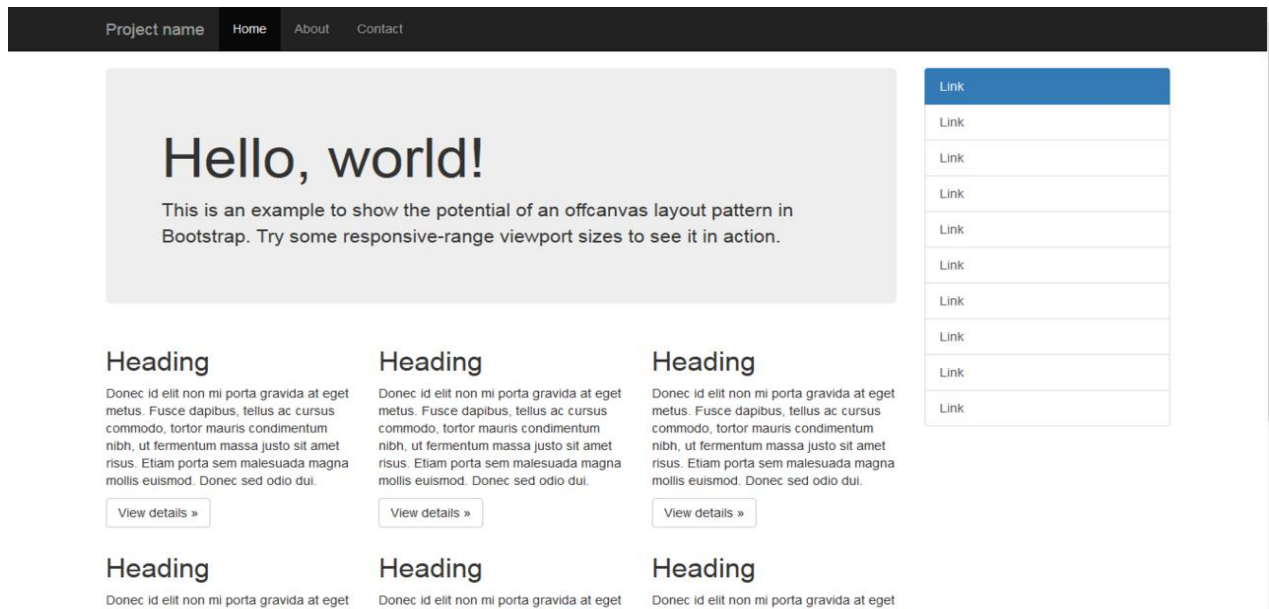 Project name Home About Contact
Hello, world!
This is an example to show the potential of an offcanvas layout pattern in
Bootstrap. Try some responsive-range viewport sizes to see it in action.
Link
Link
Link
Link
Link
Link
Link
Link
Link
Link
Heading
Donec id elit non mi porta gravida at eget
metus. Fusce dapibus, tellus ac cursus
commodo, tortor mauris condimentum
nibh, ut fermentum massa justo sit amet
risus. Etiam porta sem malesuada magna
mollis euismod. Donec sed odio dui.
View details »
Heading
Donec id elit non mi porta gravida at eget
metus. Fusce dapibus, tellus ac cursus
commodo, tortor mauris condimentum
nibh, ut fermentum massa justo sit amet
risus. Etiam porta sem malesuada magna
mollis euismod. Donec sed odio dui.
View details »
Heading
Donec id elit non mi porta gravida at eget
metus. Fusce dapibus, tellus ac cursus
commodo, tortor mauris condimentum
nibh, ut fermentum massa justo sit amet
risus. Etiam porta sem malesuada magna
mollis euismod. Donec sed odio dui.
View details »
Heading
Donec id elit non mi porta gravida at eget
Heading
Donec id elit non mi porta gravida at eget
Heading
Donec id elit non mi porta gravida at eget